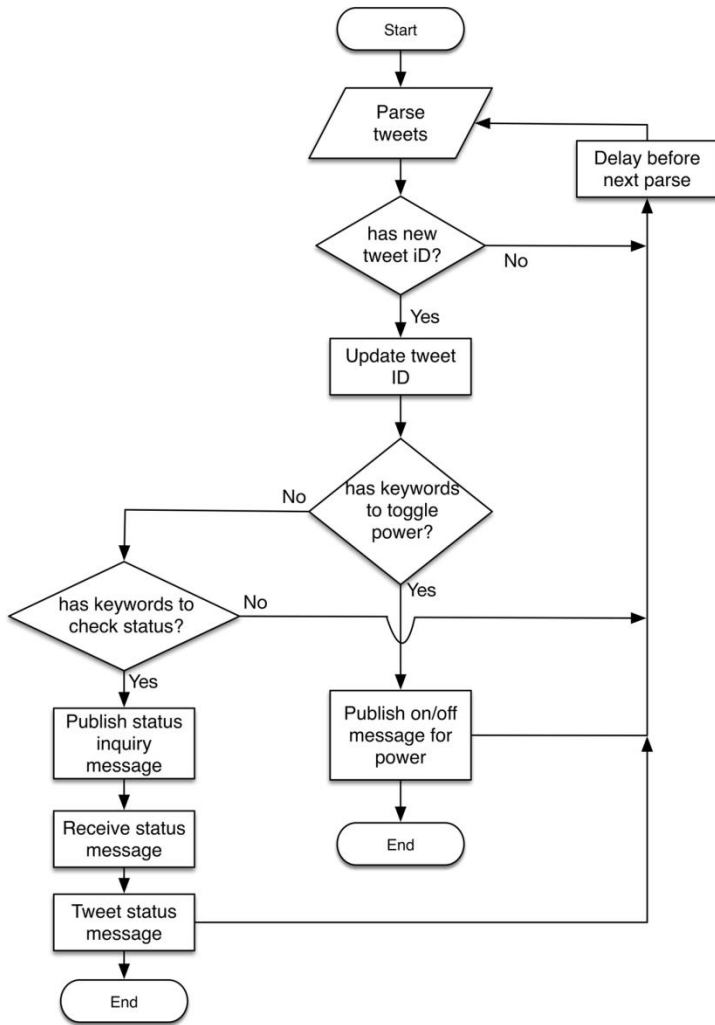 Start
Parse
tweets
Delay before
next parse
has new
tweet iD?
No
Yes
Update tweet
ID
No
has keywords
to toggle
power?
Yes
has keywords to
check status?
No
Yes
Publish status
inquiry
message
Publish on/off
message for
power
Receive status
message
End
Tweet status
message
End